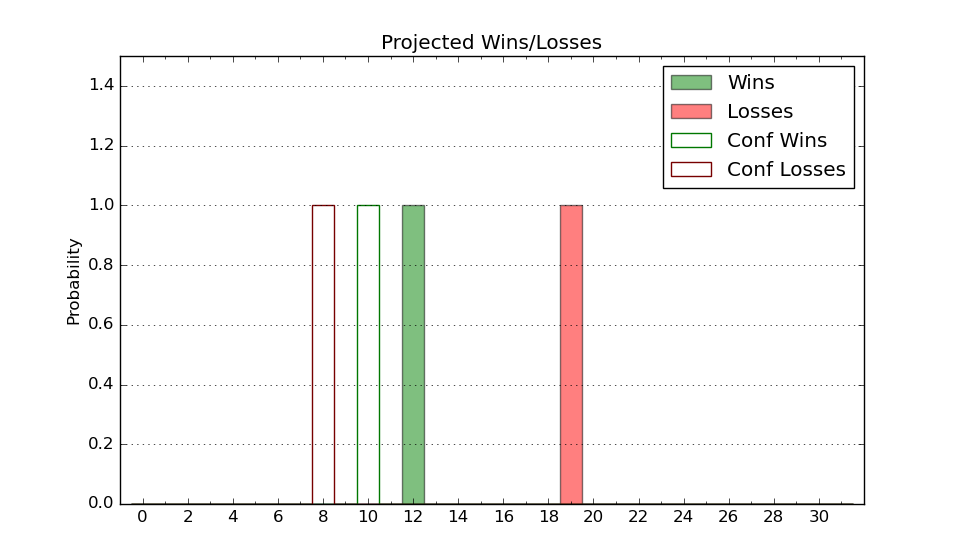 Projected Wins/Losses
Wins
Losses
Conf Wins
Conf Losses
Probability
1.4
1.2
1.0
0.8
0.6
0.4
0.2
0.0
0 2 4 6 8 10 12 14 16 18 20 22 24 26 28 30